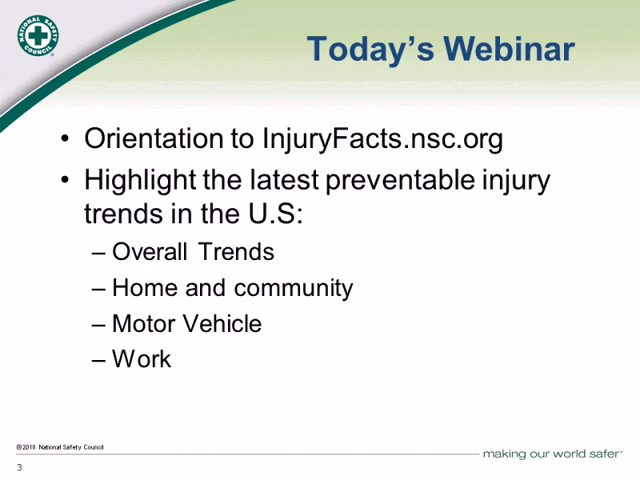 NATIONAL SAFETY COUNCIL
Today's Webinar
• Orientation to InjuryFacts.nsc.org
• Highlight the latest preventable injury
trends in the U.S:
– Overall Trends
– Home and community
– Motor Vehicle
– Work
©2018 National Safety Council
making our world safer
3